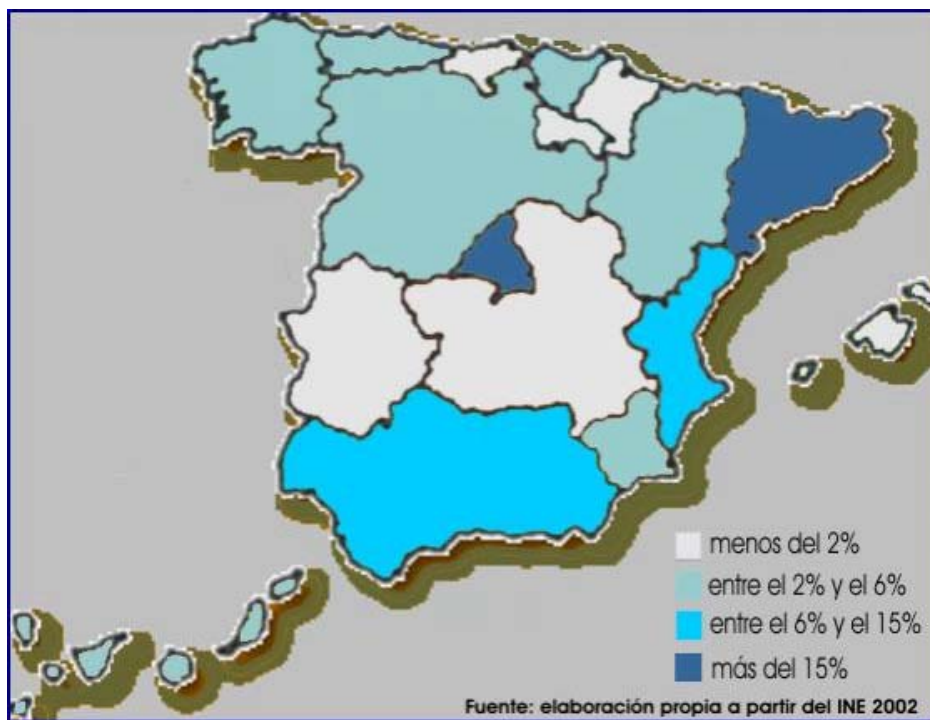 menos del 2%
entre el 2% y el 6%
entre el 6% y el 15%
más del 15%
Fuente: elaboración propia a partir del INE 2002